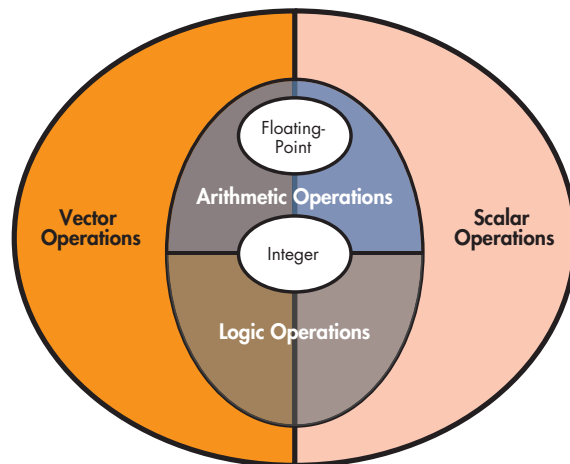 Floating-
Point
Arithmetic Operations
Vector
Operations
Scalar
Operations
Integer
Logic Operations